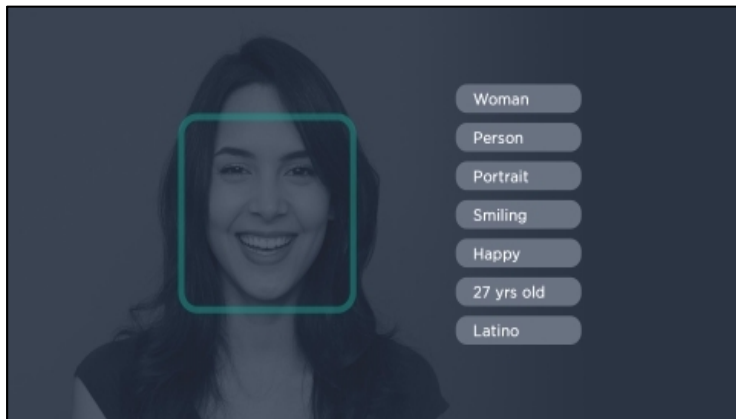 Woman
Person
Portrait
Smiling
Happy
27 yrs old
Latino